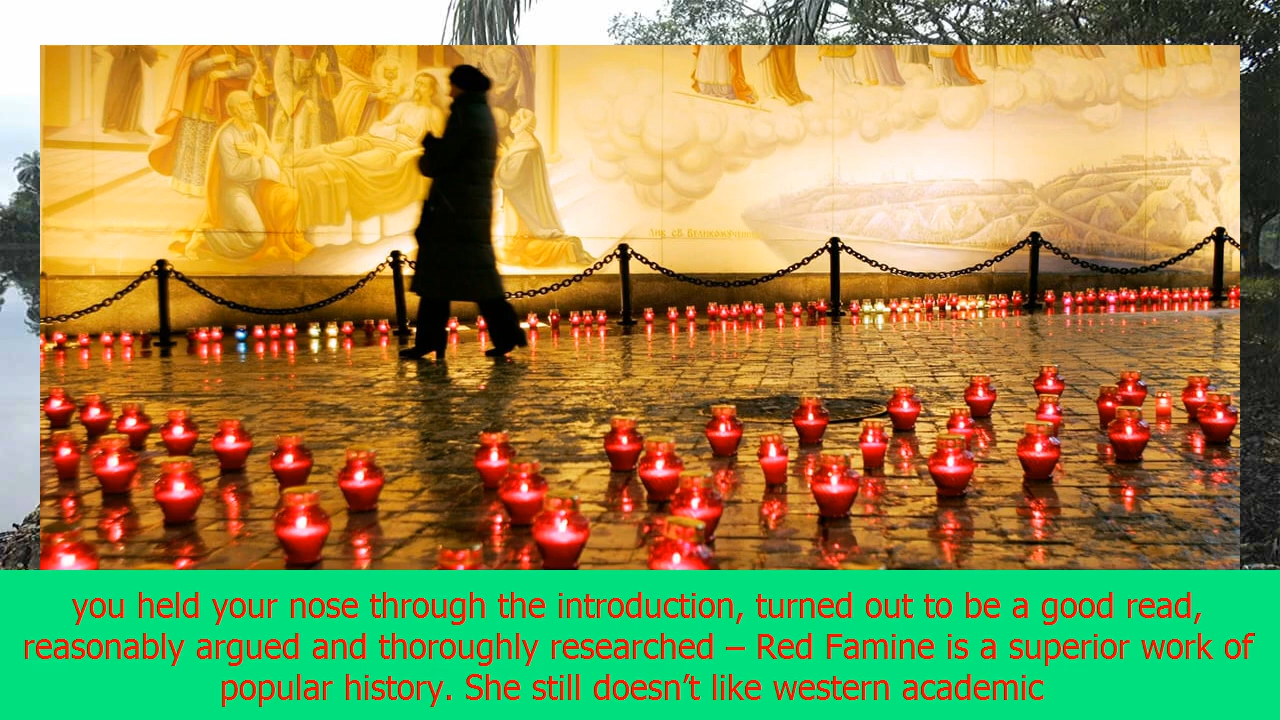 you held your nose through the introduction, turned out to be a good read,
reasonably argued and thoroughly researched – Red Famine is a superior work of
popular history. She still doesn’t like western academic